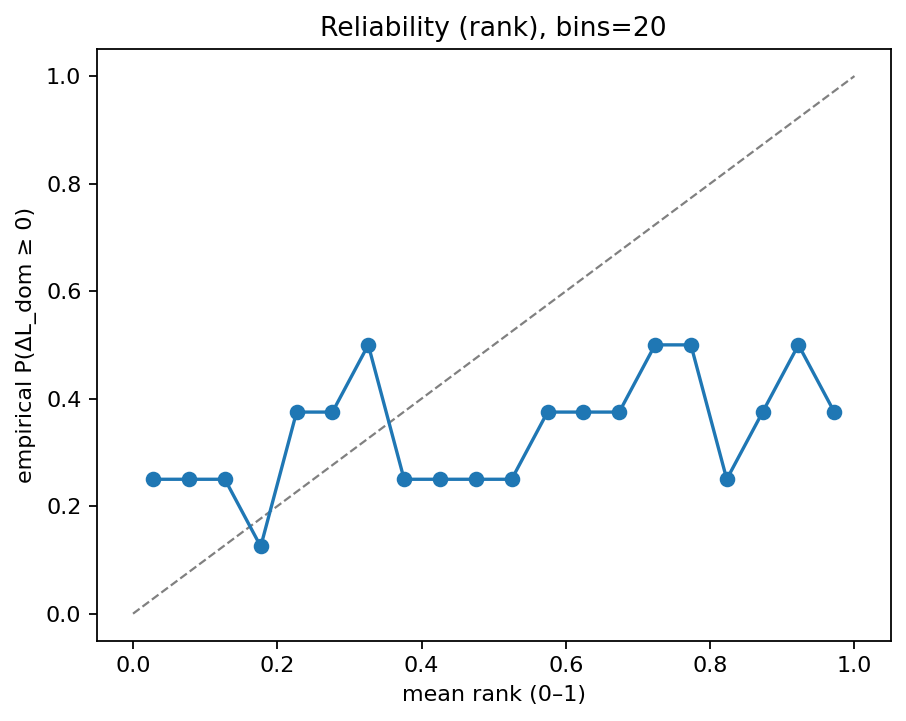 Reliability (rank), bins=20
empirical P(ΔL_dom ≥ 0)
1.0
0.8
0.6
0.4
0.2
0.0
0.0 0.2 0.4 0.6 0.8 1.0
mean rank (0–1)